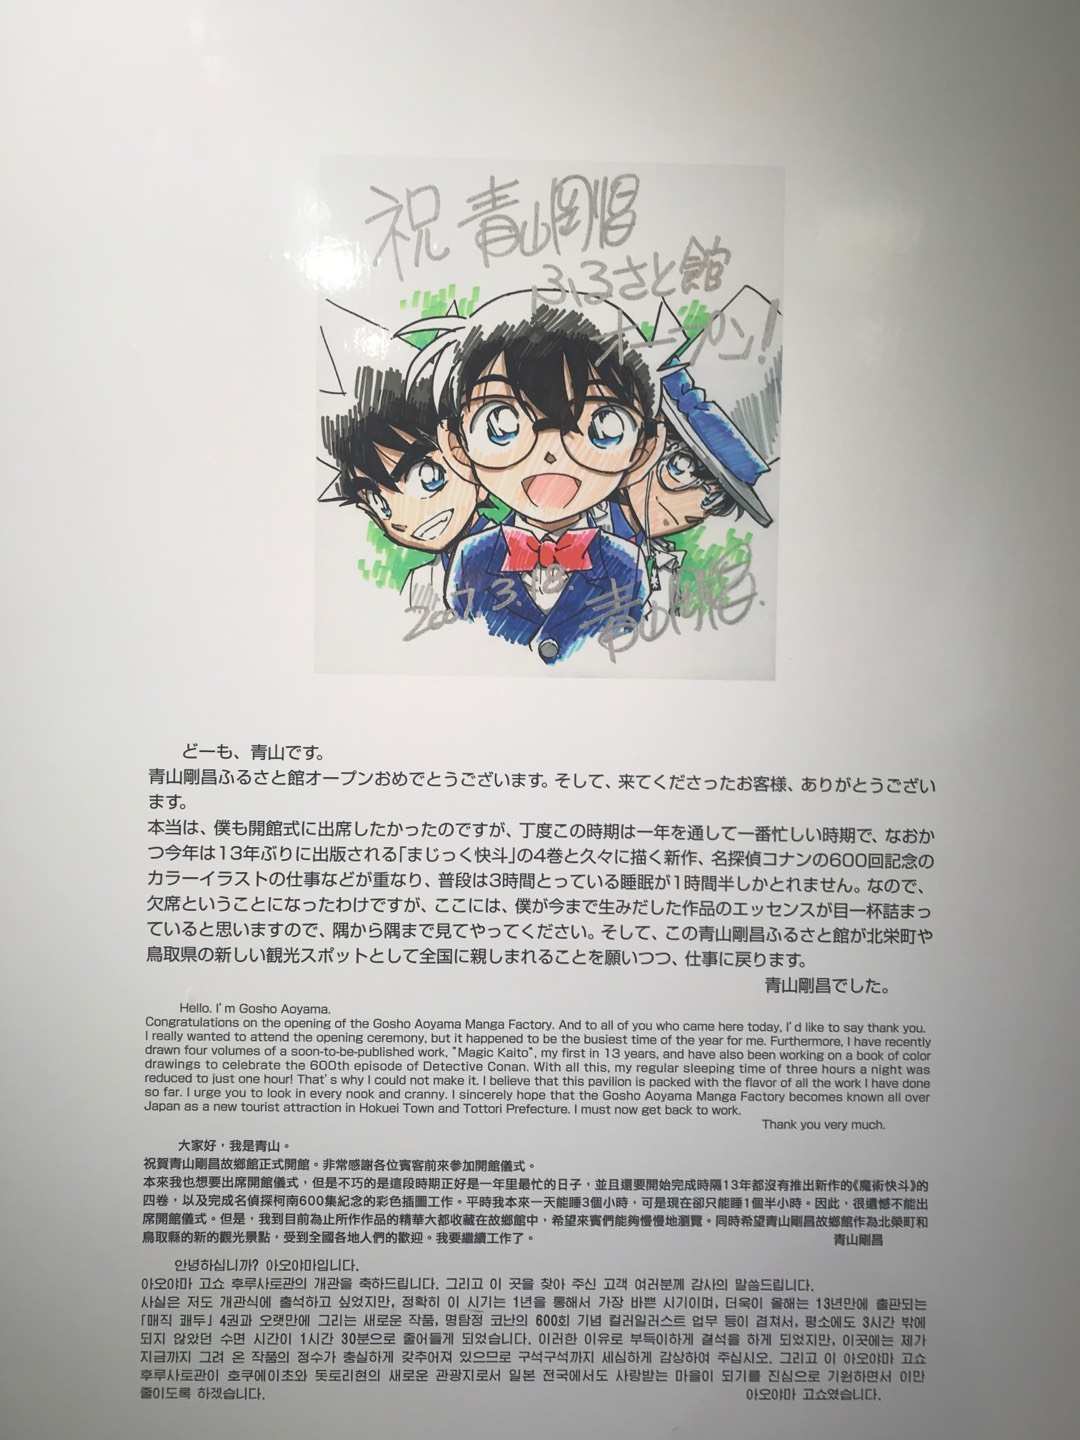 祝 青山剛昌
ふるさと館
オープン!
2007.3.18.
青山剛昌.
どーも、青山です。
青山剛昌ふるさと館オープンおめでとうございます。そして、来てくださったお客様、ありがとうござい
ます。
本当は、僕も開館式に出席したかったのですが、丁度この時期は一年を通して一番忙しい時期で、なおか
つ今年は13年ぶりに出版される「まじっく快斗」の4巻と久々に描く新作、名探偵コナンの600回記念の
カラーイラストの仕事などが重なり、普段は3時間とっている睡眠が1時間半しかとれません。なので、
欠席ということになったわけですが、ここには、僕が今まで生みだした作品のエッセンスが目一杯詰まっ
ていると思いますので、隅から隅まで見てやってください。そして、この青山剛昌ふるさと館が北栄町や
鳥取県の新しい観光スポットとして全国に親しまれることを願いつつ、仕事に戻ります。
青山剛昌でした。
Hello. I'm Gosho Aoyama.
Congratulations on the opening of the Gosho Aoyama Manga Factory. And to all of you who came here today, I'd like to say thank you.
I really wanted to attend the opening ceremony, but it happened to be the busiest time of the year for me. Furthermore, I have recently
drawn four volumes of a soon-to-be-published work, "Magic Kaito", my first in 13 years, and have also been working on a book of color
drawings to celebrate the 600th episode of Detective Conan. With all this, my regular sleeping time of three hours a night was
reduced to just one hour! That's why I could not make it. I believe that this pavilion is packed with the flavor of all the work I have done
so far. I urge you to look in every nook and cranny. I sincerely hope that the Gosho Aoyama Manga Factory becomes known all over
Japan as a new tourist attraction in Hokuei Town and Tottori Prefecture. I must now get back to work.
Thank you very much.
大家好，我是青山。
祝賀青山剛昌故鄉館正式開館。非常感謝各位賓客前來參加開館儀式。
本來我也想要出席開館儀式，但是不巧的是這段時期正好是一年里最忙的日子，並且還要開始完成時隔13年都沒有推出新作的《魔術快斗》的
四卷，以及完成名偵探柯南600集紀念的彩色插圖工作。平時我本來一天能睡3個小時，可是現在卻只能睡1個半小時。因此，很遺憾不能出
席開館儀式。但是，我到目前為止所作作品的精華大都收藏在故鄉館中，希望來賓們能夠慢慢地瀏覽。同時希望青山剛昌故鄉館作為北榮町和
鳥取縣的新的觀光景點，受到全國各地人們的歡迎。我要繼續工作了。
青山剛昌
안녕하십니까? 아오야마입니다.
아오야마 고쇼 후루사토관의 개관을 축하드립니다. 그리고 이 곳을 찾아 주신 고객 여러분께 감사의 말씀드립니다.
사실은 저도 개관식에 출석하고 싶었지만, 정확히 이 시기는 1년을 통해서 가장 바쁜 시기이며, 더욱이 올해는 13년만에 출판되는
「매직 쾌두」 4권과 오랫만에 그리는 새로운 작품, 명탐정 코난의 600회 기념 컬러일러스트 업무 등이 겹쳐서, 평소에도 3시간 밖에
되지 않았던 수면 시간이 1시간 30분으로 줄어들게 되었습니다. 이러한 이유로 부득이하게 결석을 하게 되었지만, 이곳에는 제가
지금까지 그려 온 작품의 정수가 충실하게 갖추어져 있으므로 구석구석까지 세심하게 감상하여 주십시오. 그리고 이 아오야마 고쇼
후루사토관이 호쿠에이초와 돗토리현의 새로운 관광지로서 일본 전국에서도 사랑받는 마을이 되기를 진심으로 기원하면서 이만
줄이도록 하겠습니다.
아오야마 고쇼였습니다.